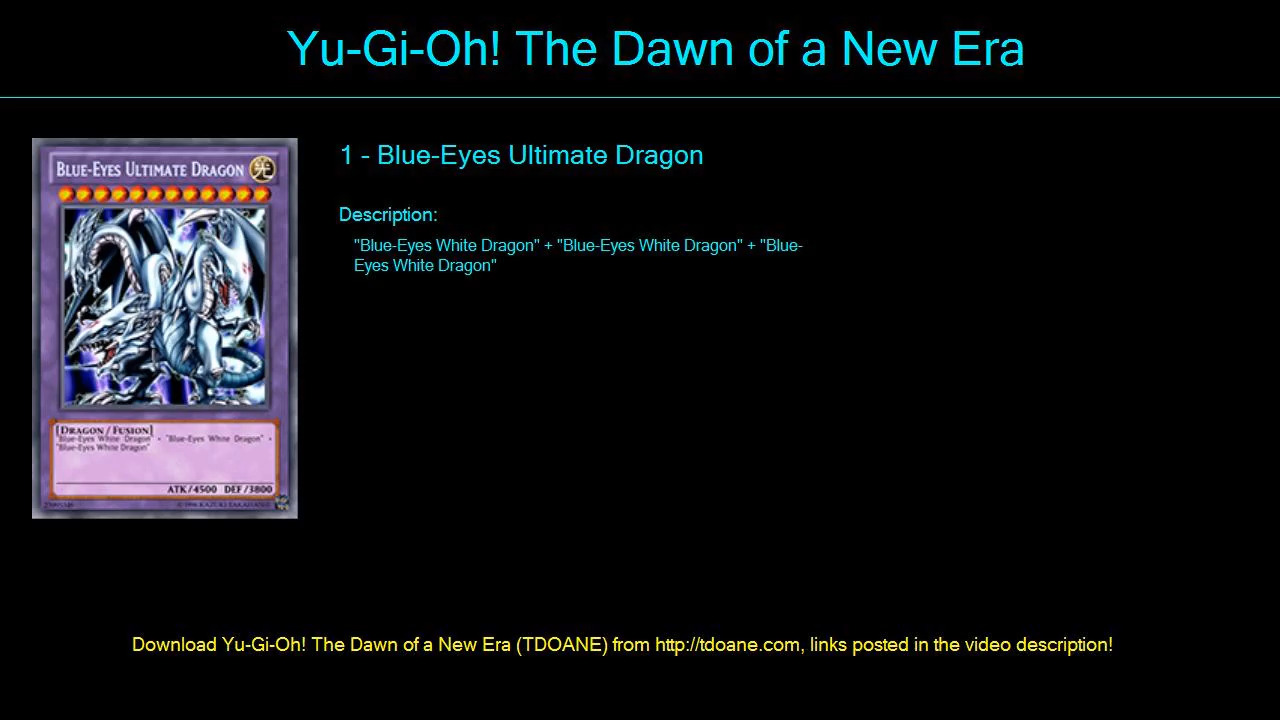 Yu-Gi-Oh! The Dawn of a New Era
BLUE-EYES ULTIMATE DRAGON 光
[DRAGON / FUSION]
"Blue-Eyes White Dragon" + "Blue-Eyes White Dragon" +
"Blue-Eyes White Dragon"
ATK/4500 DEF/3800
1 - Blue-Eyes Ultimate Dragon
Description:
"Blue-Eyes White Dragon" + "Blue-Eyes White Dragon" + "Blue-
Eyes White Dragon"
Download Yu-Gi-Oh! The Dawn of a New Era (TDOANE) from http://tdoane.com, links posted in the video description!